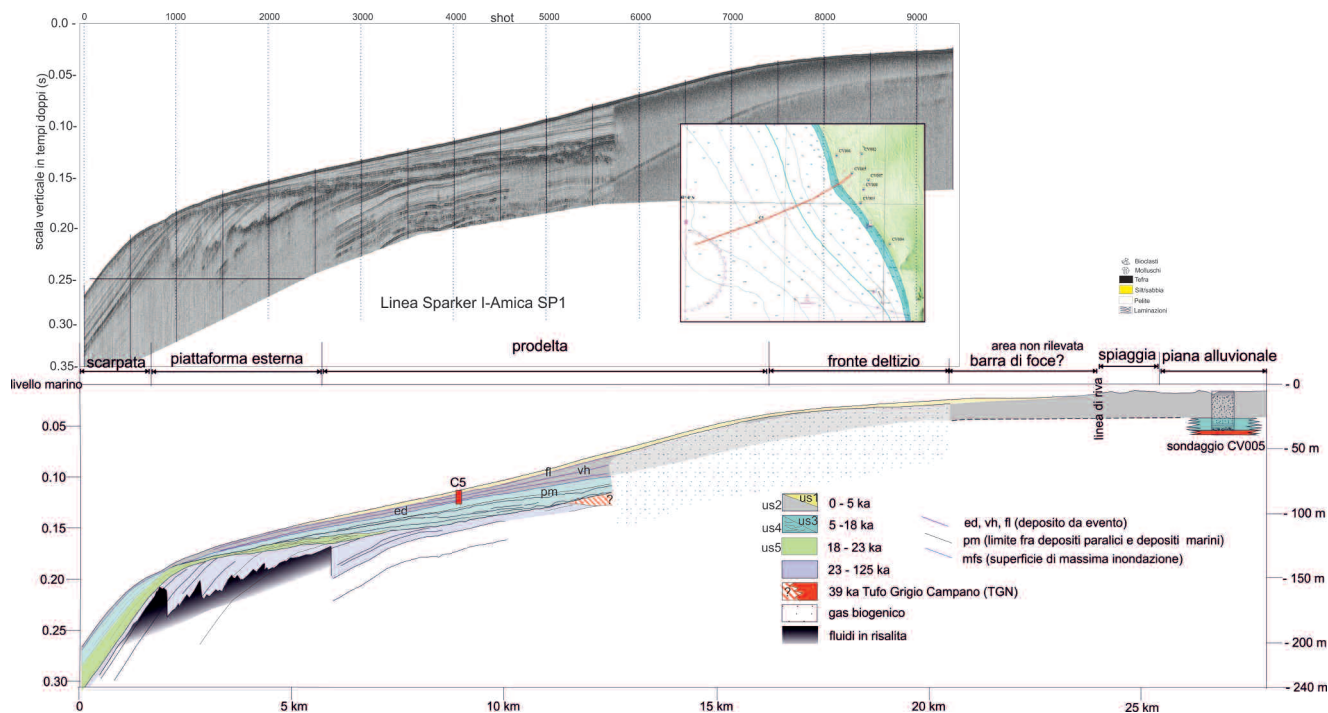 0 1000 2000 3000 4000 shot 5000 6000 7000 8000 9000
0.0
0.05
0.10
0.15
0.20
0.25
0.30
0.35
scala verticale in tempi doppi (s)
Linea Sparker I-Amica SP1
Bioclasti
Molluschi
Tefra
Silt/sabbia
Pelite
Laminazioni
scarpata
piattaforma esterna
prodelta
fronte deltizio
area non rilevata
barra di foce?
spiaggia
piana alluvionale
livello marino
0
0.05
50 m
0.10
100 m
0.15
0.20
150 m
0.25
200 m
0.30
240 m
linea di riva
sondaggio CV005
C5
fl
vh
pm
ed
?
us1
us2
0 - 5 ka
us3
us4
5 -18 ka
us5
18 - 23 ka
23 - 125 ka
? 39 ka Tufo Grigio Campano (TGN)
gas biogenico
fluidi in risalita
ed, vh, fl (deposito da evento)
pm (limite fra depositi paralici e depositi marini)
mfs (superficie di massima inondazione)
0 5 km 10 km 15 km 20 km 25 km